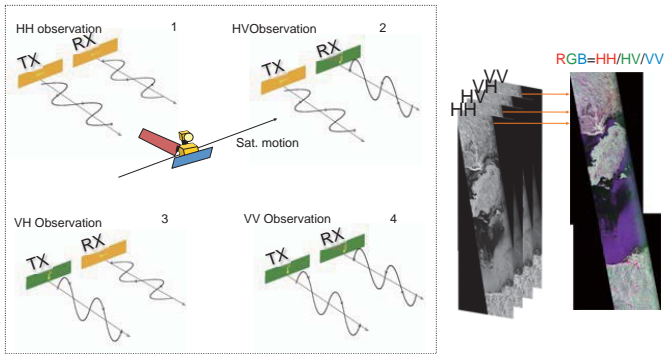 HH observation 1
TX RX
HVObservation 2
TX RX
Sat. motion
VH Observation 3
TX RX
VV Observation 4
TX RX
HH
HV
VH
VV
RGB=HH/HV/VV